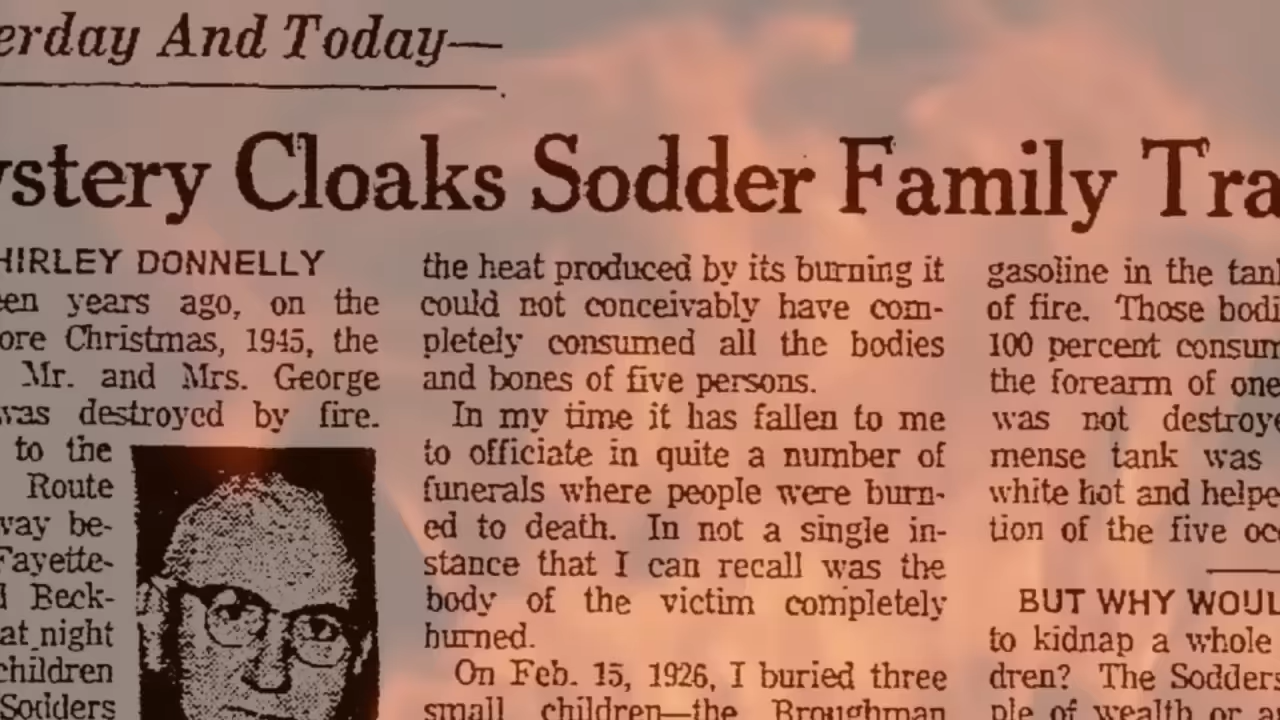 erday And Today—
ystery Cloaks Sodder Family Tra
HIRLEY DONNELLY
een years ago, on the
ore Christmas, 1945, the
Mr. and Mrs. George
was destroyed by fire.
to the
Route
way be-
Fayette-
d Beck-
at night
children
Sodders
the heat produced by its burning it
could not conceivably have com-
pletely consumed all the bodies
and bones of five persons.
In my time it has fallen to me
to officiate in quite a number of
funerals where people were burn-
ed to death. In not a single in-
stance that I can recall was the
body of the victim completely
burned.
On Feb. 15, 1926, I buried three
small children—the Broughman
gasoline in the tank
of fire. Those bodi
100 percent consum
the forearm of one
was not destroye
mense tank was
white hot and helpe
tion of the five oc
BUT WHY WOUL
to kidnap a whole
dren? The Sodders
ple of wealth or a